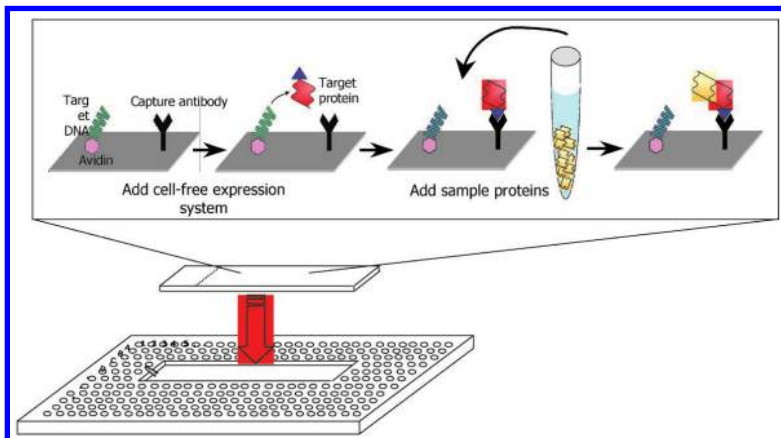 Targ
et
DNA
Avidin
Capture antibody
Target
protein
Add cell-free expression
system
Add sample proteins